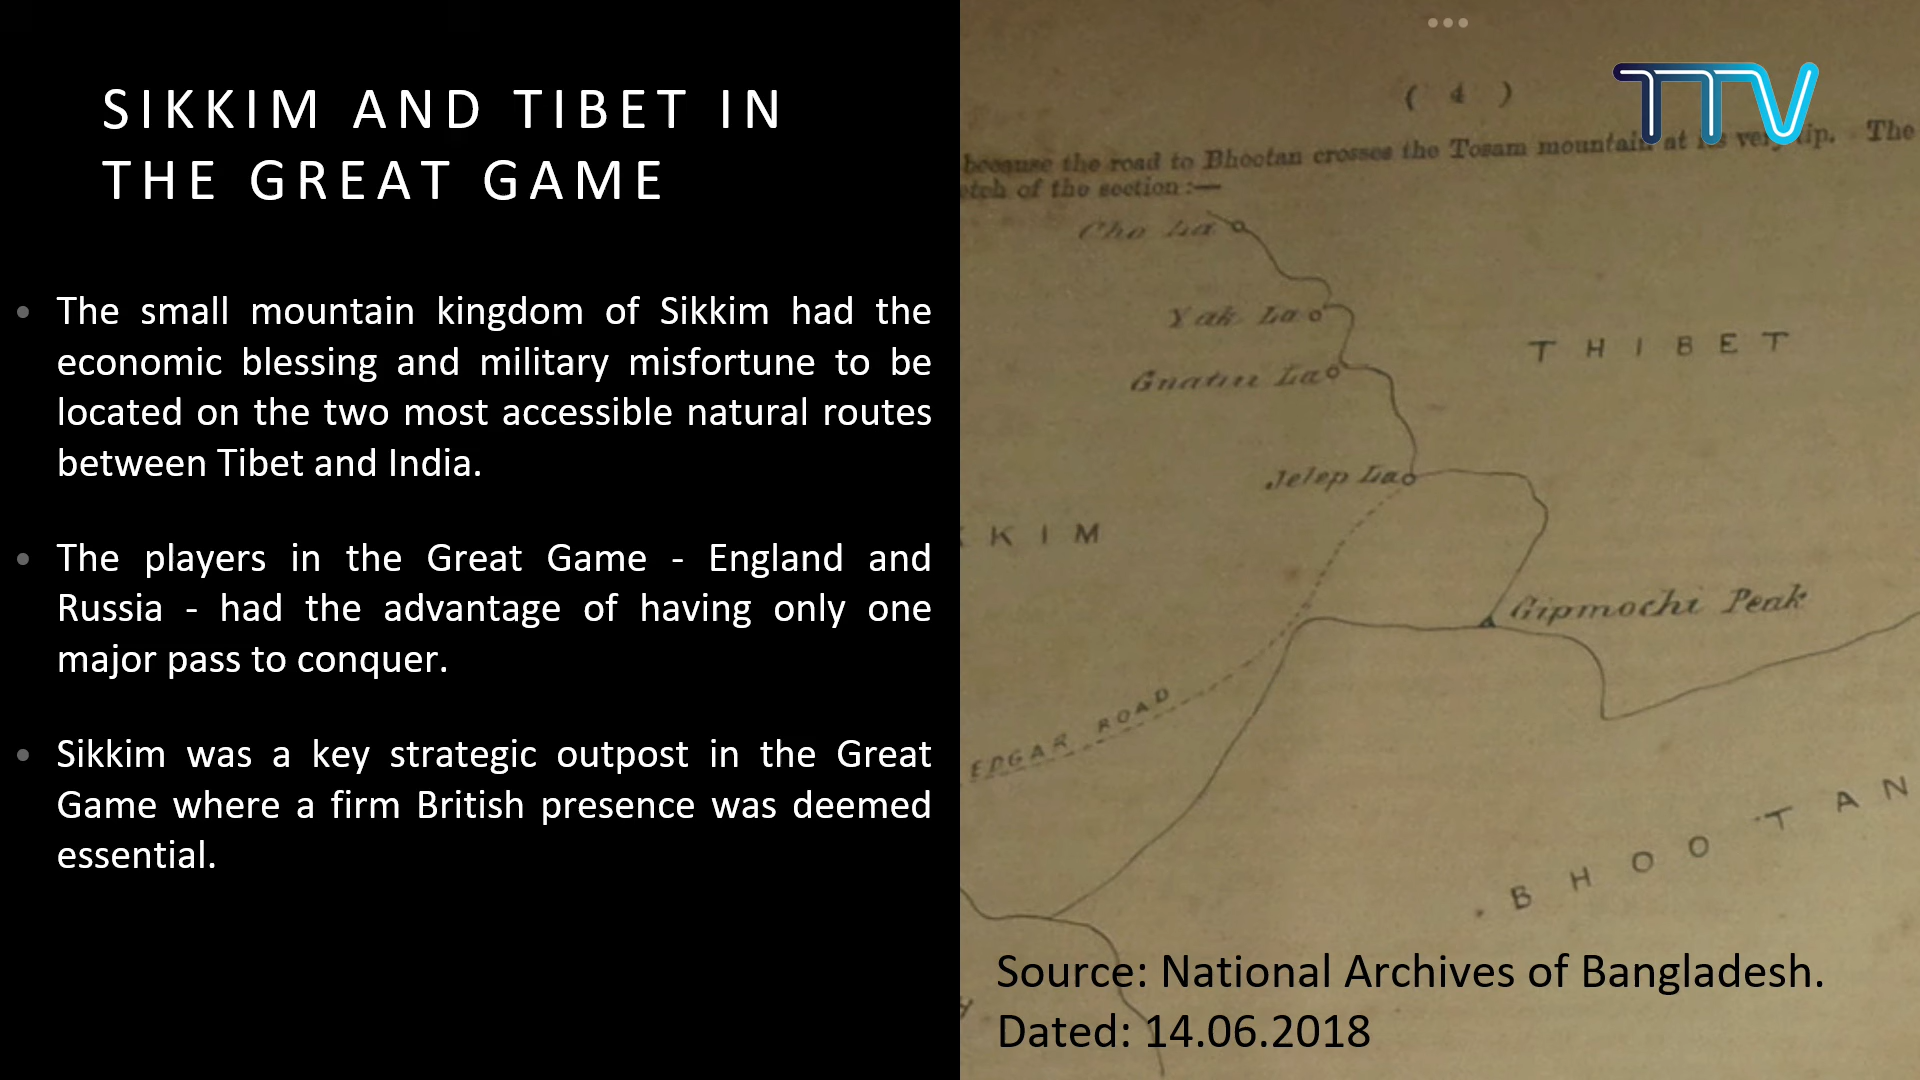 SIKKIM AND TIBET IN
THE GREAT GAME
• The small mountain kingdom of Sikkim had the
economic blessing and military misfortune to be
located on the two most accessible natural routes
between Tibet and India.
• The players in the Great Game - England and
Russia - had the advantage of having only one
major pass to conquer.
• Sikkim was a key strategic outpost in the Great
Game where a firm British presence was deemed
essential.
TTV
( 4 )
because the road to Bhootan crosses the Tosam mountain at its very tip. The
of the section :—
Cho La
Yak La
THIBET
Gnatui La
Jelep La
KKIM
Gipmochi Peak
EDGAR ROAD
BHOOTAN
Source: National Archives of Bangladesh.
Dated: 14.06.2018